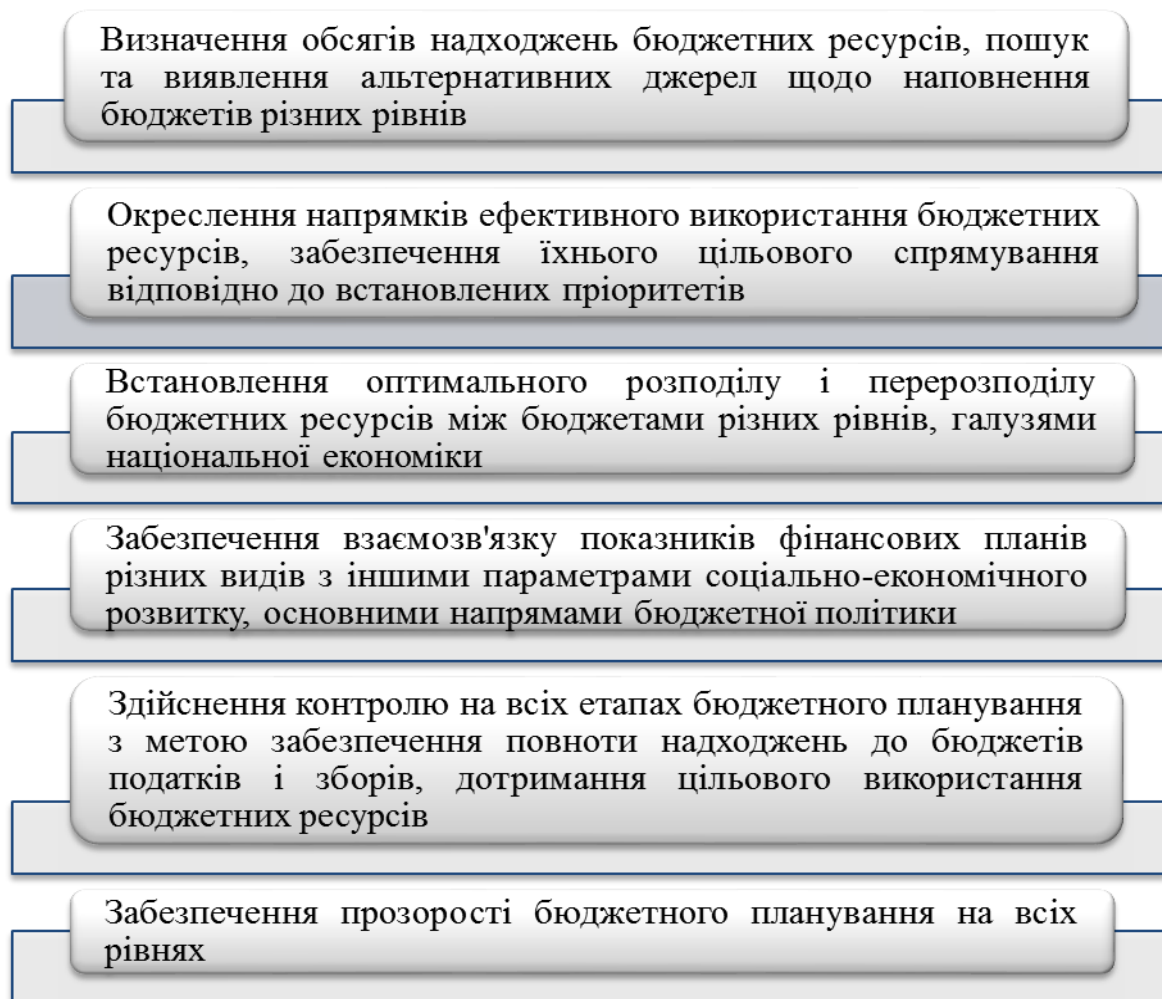 Визначення обсягів надходжень бюджетних ресурсів, пошук
та виявлення альтернативних джерел щодо наповнення
бюджетів різних рівнів
Окреслення напрямків ефективного використання бюджетних
ресурсів, забезпечення їхнього цільового спрямування
відповідно до встановлених пріоритетів
Встановлення оптимального розподілу і перерозподілу
бюджетних ресурсів між бюджетами різних рівнів, галузями
національної економіки
Забезпечення взаємозв'язку показників фінансових планів
різних видів з іншими параметрами соціально-економічного
розвитку, основними напрямами бюджетної політики
Здійснення контролю на всіх етапах бюджетного планування
з метою забезпечення повноти надходжень до бюджетів
податків і зборів, дотримання цільового використання
бюджетних ресурсів
Забезпечення прозорості бюджетного планування на всіх
рівнях